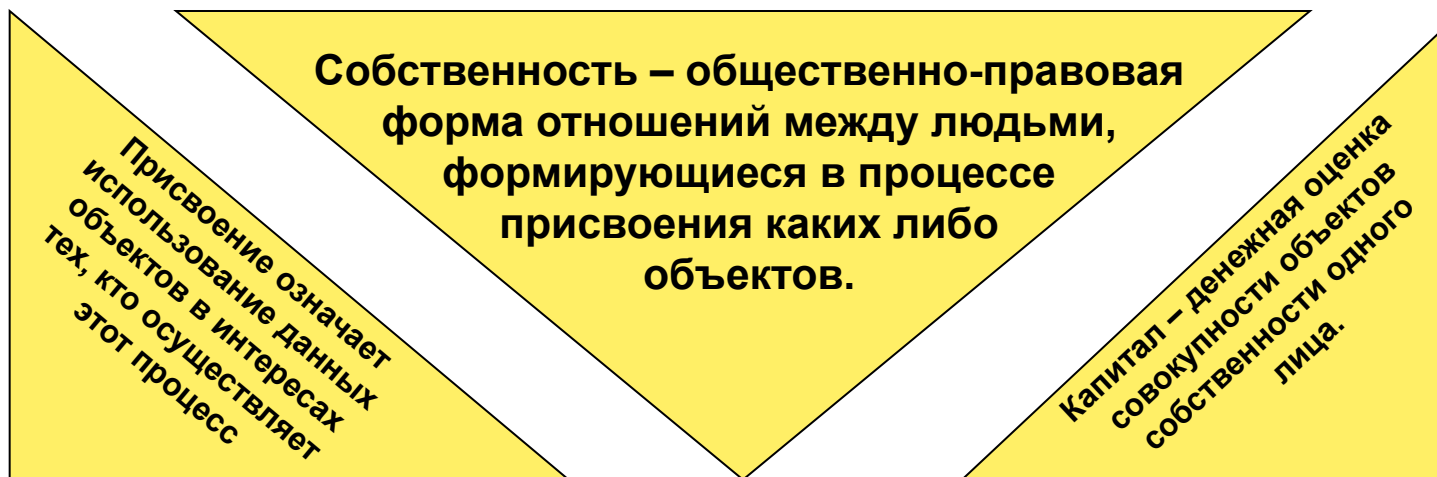 Собственность – общественно-правовая
форма отношений между людьми,
формирующиеся в процессе
присвоения каких либо
объектов.
Присвоение означает
использование данных
объектов в интересах
тех, кто осуществляет
этот процесс
Капитал – денежная оценка
совокупности объектов
собственности одного
лица.